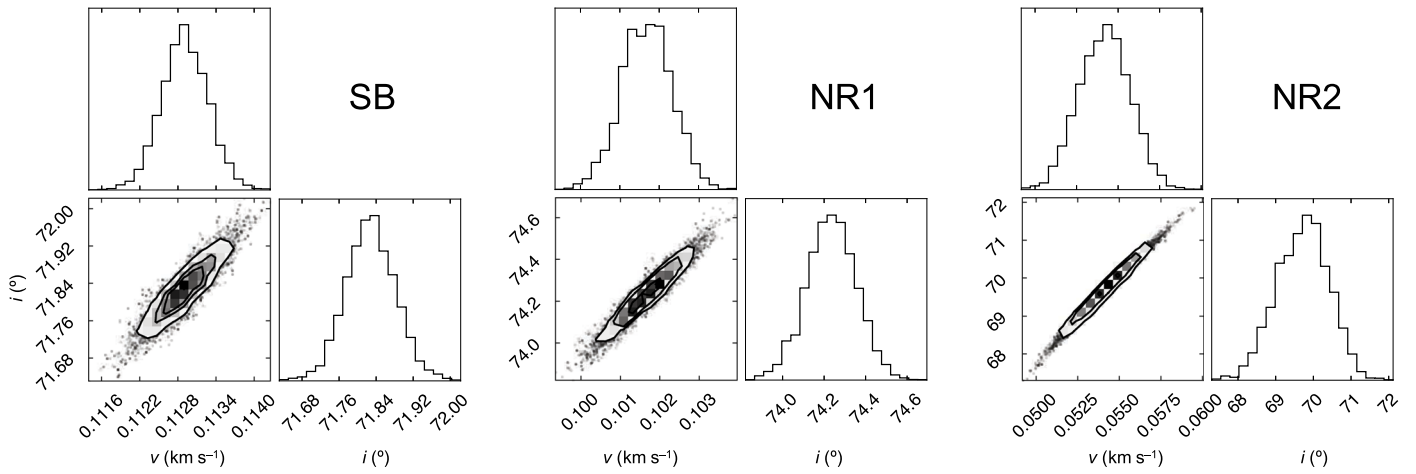 SB
NR1
NR2
72.00
71.92
71.84
71.76
71.68
i (º)
74.6
74.4
74.2
74.0
72
71
70
69
68
0.1116 0.1122 0.1128 0.1134 0.1140
71.68 71.76 71.84 71.92 72.00
0.100 0.101 0.102 0.103
74.0 74.2 74.4 74.6
0.0500 0.0525 0.0550 0.0575 0.0600
68 69 70 71 72
v (km s⁻¹) i (º) v (km s⁻¹) i (º) v (km s⁻¹) i (º)